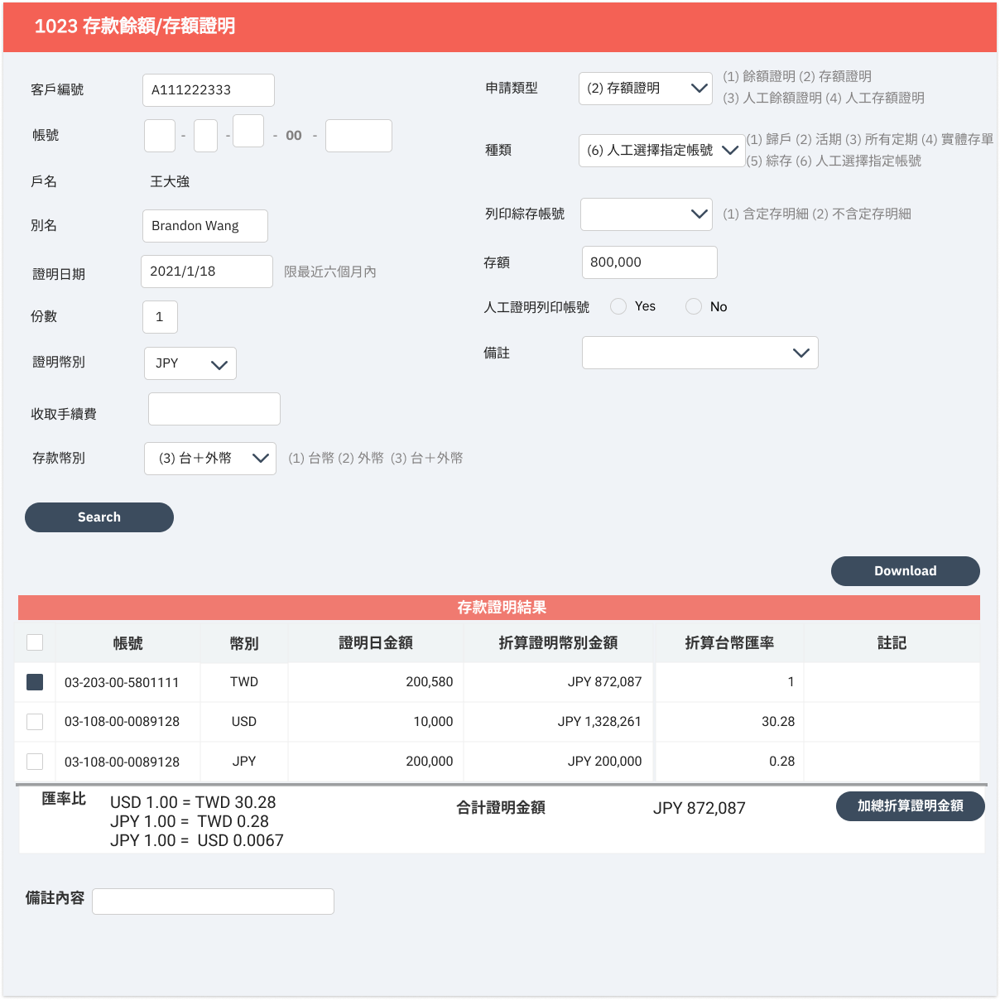 1023 存款餘額/存額證明
客戶編號 A111222333
帳號 - - - 00 -
戶名 王大強
別名 Brandon Wang
證明日期 2021/1/18 限最近六個月內
份數 1
證明幣別 JPY
收取手續費
存款幣別 (3) 台＋外幣 (1) 台幣 (2) 外幣 (3) 台＋外幣
申請類型 (2) 存額證明 (1) 餘額證明 (2) 存額證明
(3) 人工餘額證明 (4) 人工存額證明
種類 (6) 人工選擇指定帳號 (1) 歸戶 (2) 活期 (3) 所有定期 (4) 實體存單
(5) 綜存 (6) 人工選擇指定帳號
列印綜存帳號 (1) 含定存明細 (2) 不含定存明細
存額 800,000
人工證明列印帳號 Yes No
備註
Search
Download
存款證明結果
帳號 幣別 證明日金額 折算證明幣別金額 折算台幣匯率 註記
03-203-00-5801111 TWD 200,580 JPY 872,087 1
03-108-00-0089128 USD 10,000 JPY 1,328,261 30.28
03-108-00-0089128 JPY 200,000 JPY 200,000 0.28
匯率比 USD 1.00 = TWD 30.28
JPY 1.00 = TWD 0.28
JPY 1.00 = USD 0.0067
合計證明金額 JPY 872,087 加總折算證明金額
備註內容